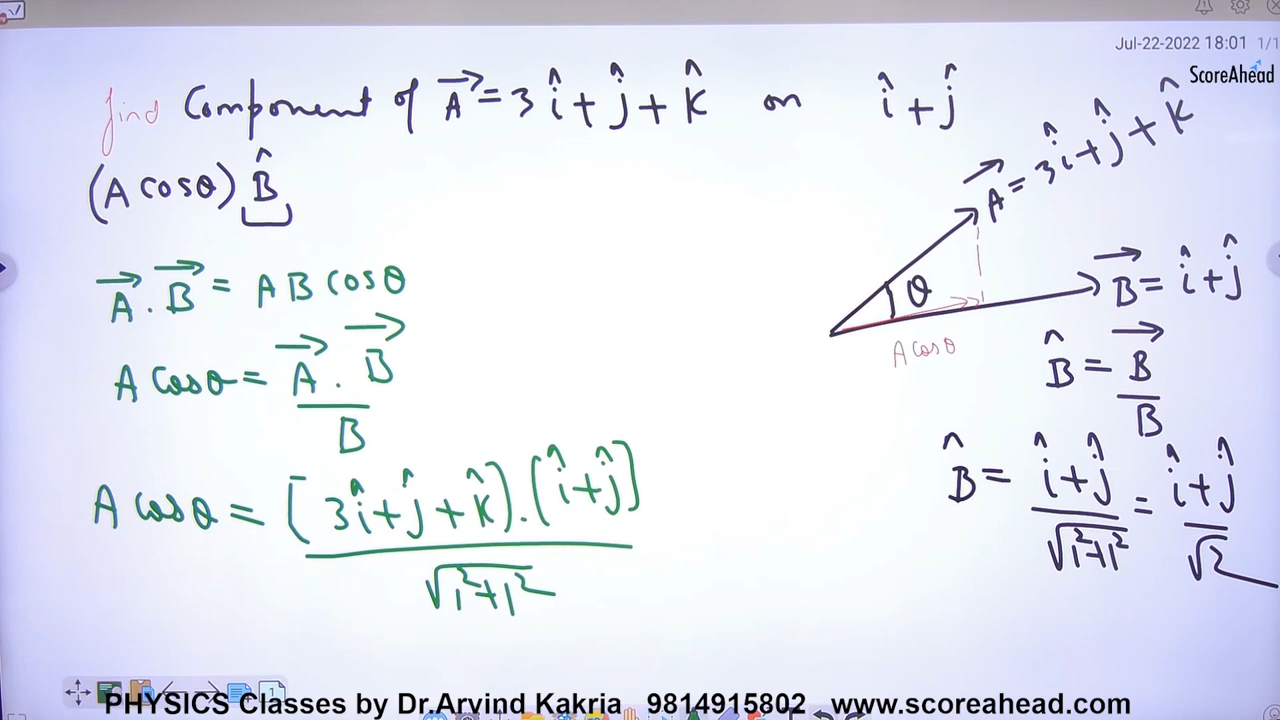 Jul-22-2022 18:01 1/1
ScoreAhead
find Component of A⃗ = 3î + ĵ + k̂ on î + ĵ
(A cosθ) B̂
A⃗ . B⃗ = A B cosθ
A cosθ = A⃗ . B⃗ / B
A cosθ = (3î + ĵ + k̂) . (î + ĵ) / √1² + 1²
A⃗ = 3î + ĵ + k̂
θ
B⃗ = î + ĵ
A cosθ
B̂ = B⃗ / B
B̂ = î + ĵ / √1² + 1² = î + ĵ / √2
1
PHYSICS Classes by Dr.Arvind Kakria 9814915802 www.scoreahead.com